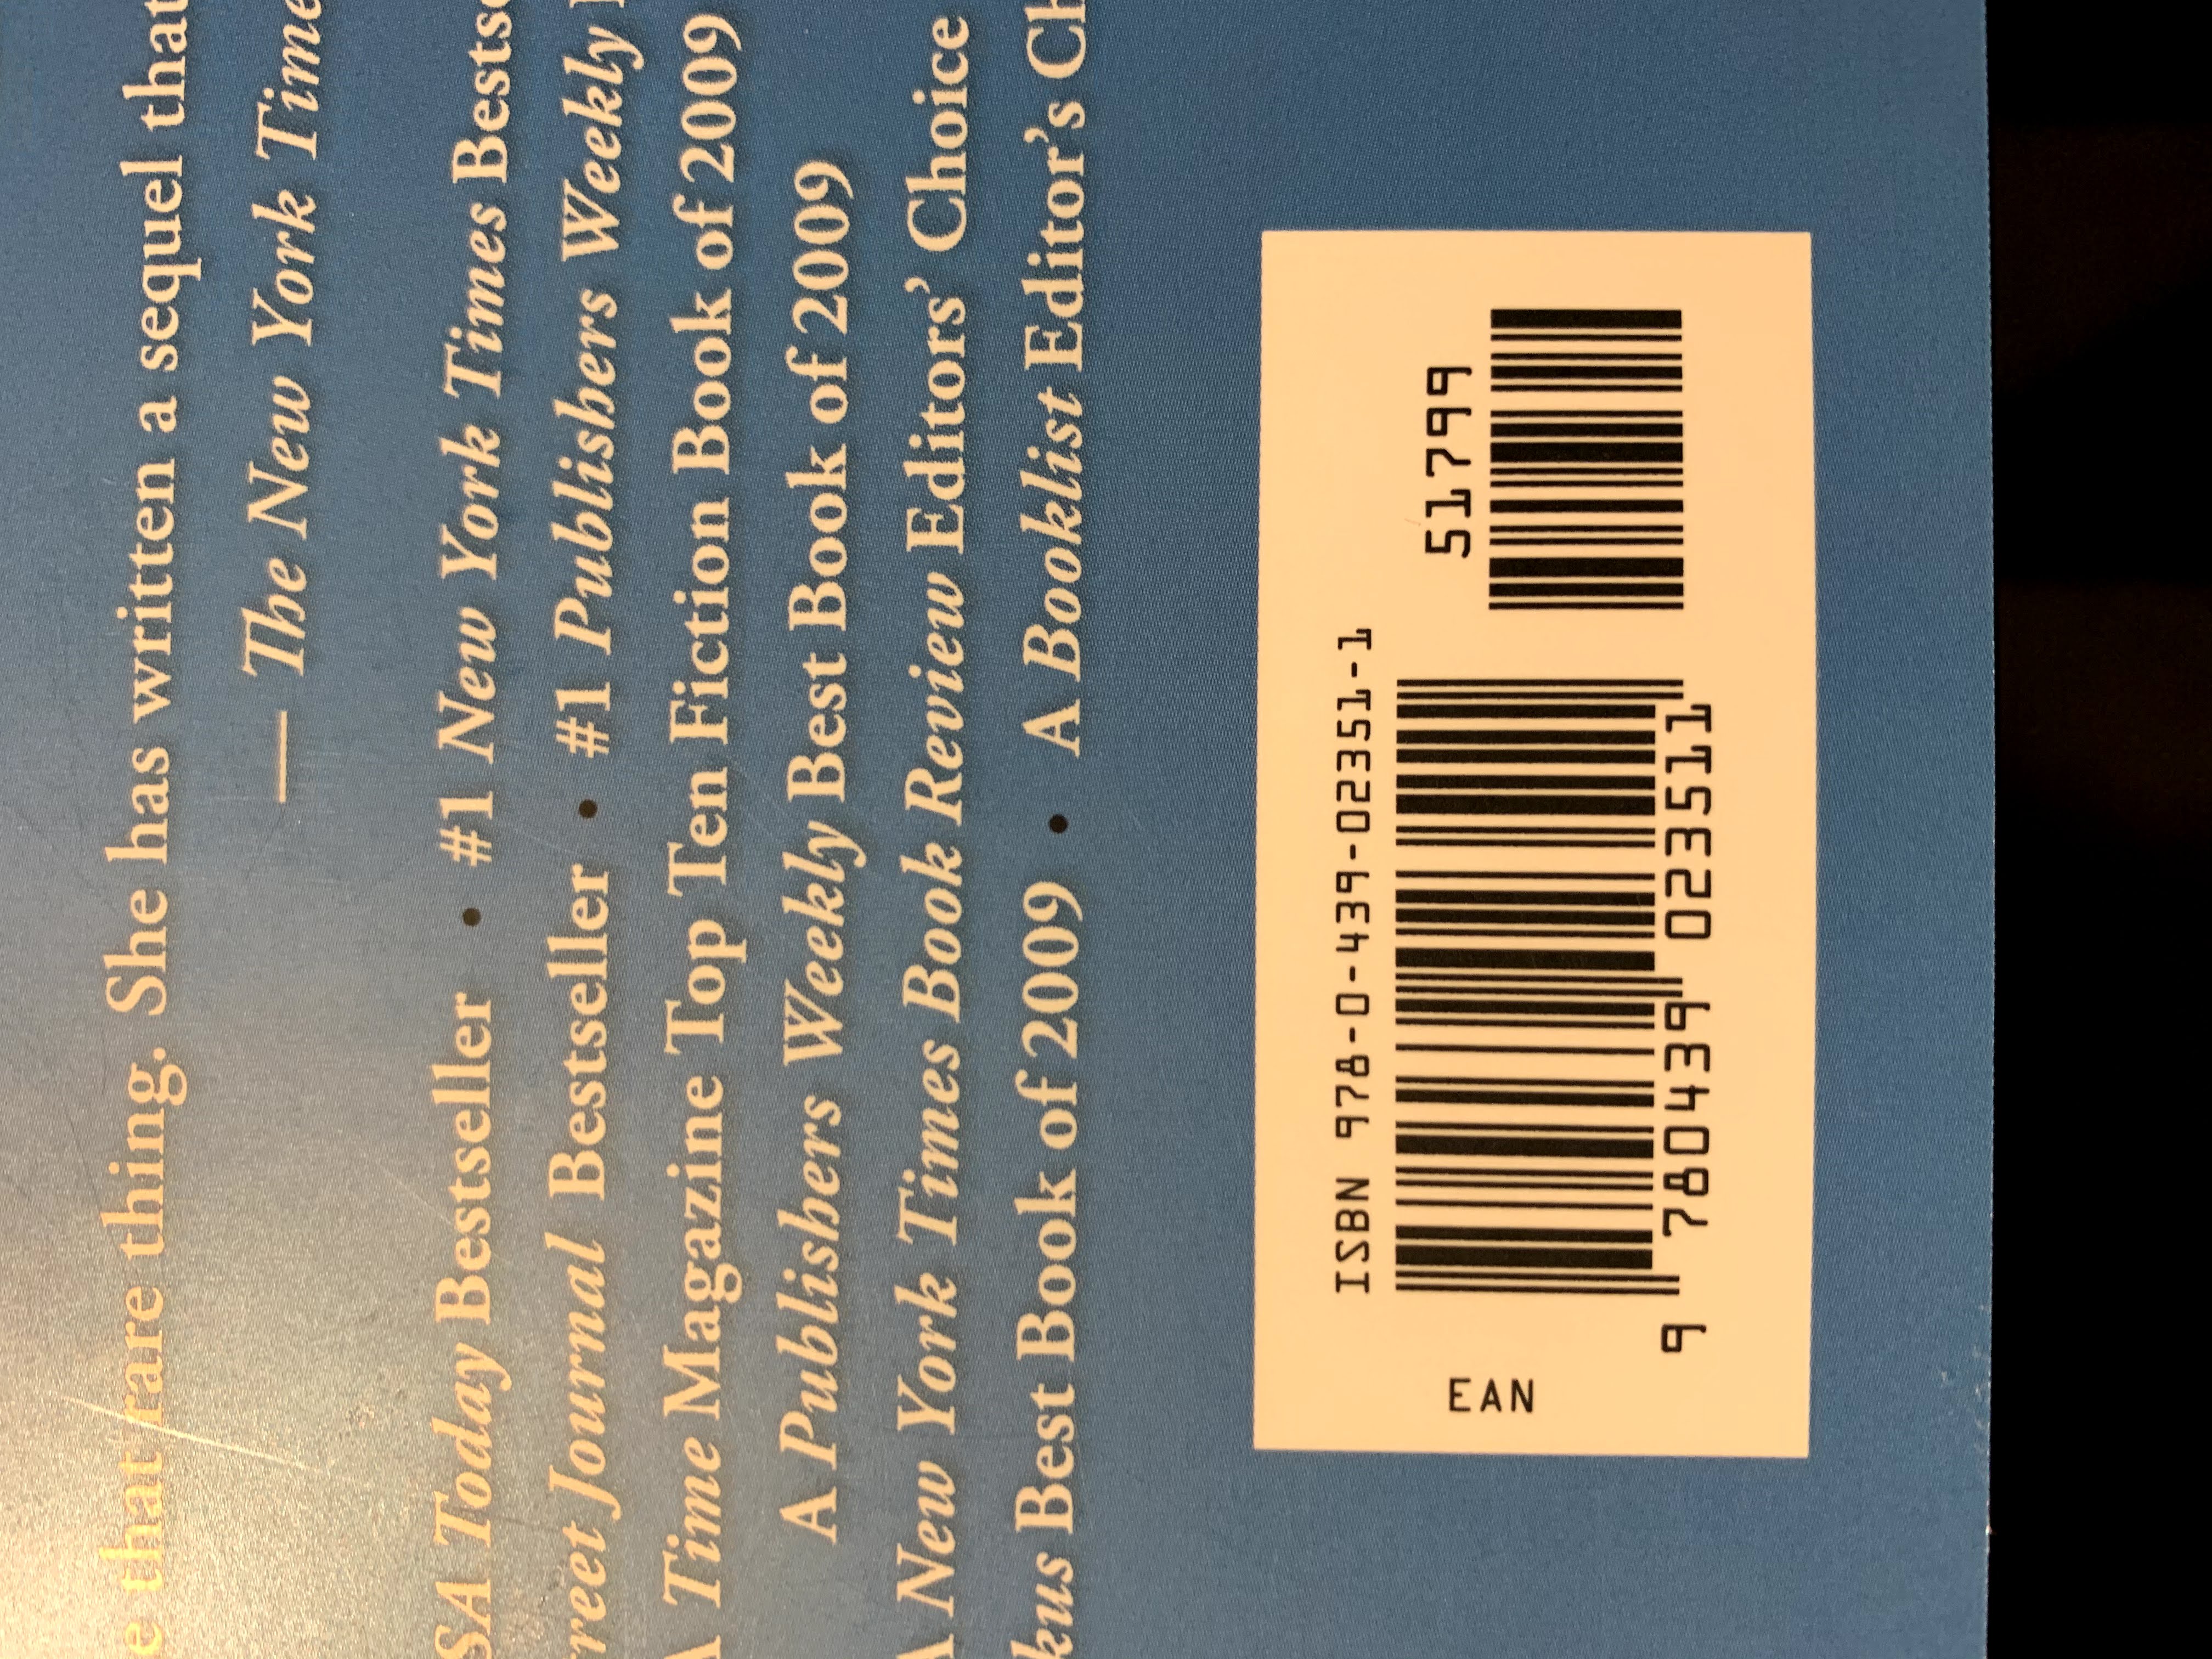 e that rare thing. She has written a sequel that
— The New York Time
SA Today Bestseller • #1 New York Times Bests
reet Journal Bestseller • #1 Publishers Weekly
A Time Magazine Top Ten Fiction Book of 2009
A Publishers Weekly Best Book of 2009
A New York Times Book Review Editors’ Choice
kus Best Book of 2009 • A Booklist Editor’s Ch
ISBN 978-0-439-02351-1
51799
EAN
9 780439 023511